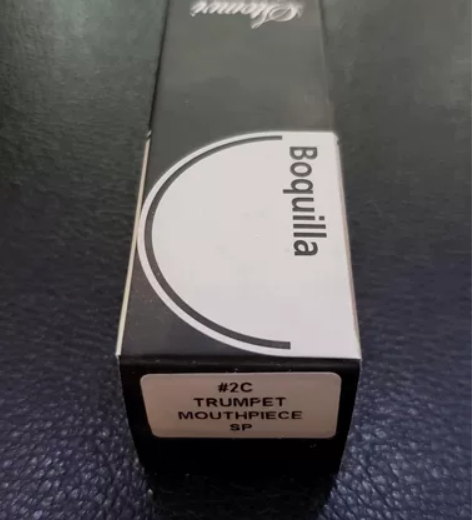 Boquilla
#2C
TRUMPET
MOUTHPIECE
SP